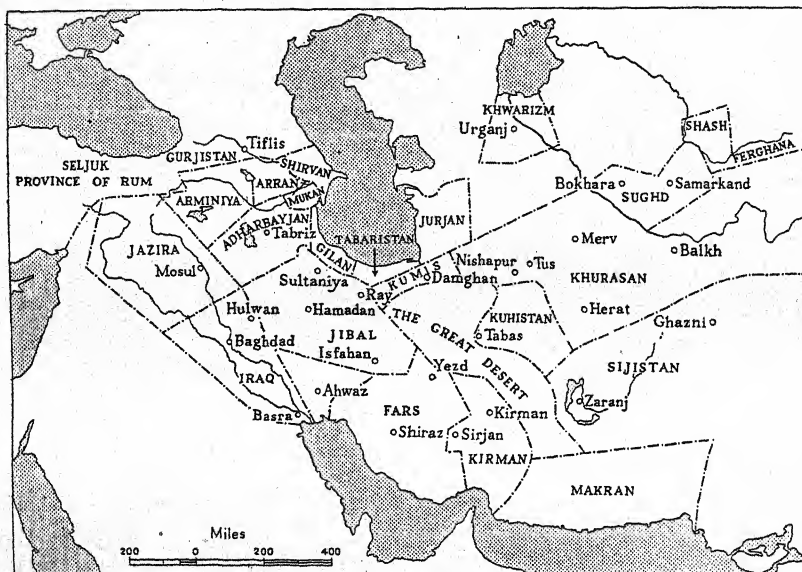 KHWARIZM
Urganj
SHASH
FERGHANA
Tiflis
GURJISTAN
SHIRVAN
SELJUK
PROVINCE OF RUM
ARRAN
MUKAN
ARMINIYA
ADHARBAYJAN
Tabriz
Bokhara
SUGHD
Samarkand
JURJAN
GILAN
TABARISTAN
Merv
Balkh
JAZIRA
Mosul
Sultaniya
KUMIS
Damghan
Nishapur
Tus
KHURASAN
Ray
Hulwan
Hamadan
THE GREAT DESERT
KUHISTAN
Herat
Ghazni
JIBAL
Tabas
Baghdad
Isfahan
Yezd
SIJISTAN
IRAQ
Ahwaz
Zaranj
Basra
FARS
Kirman
Shiraz
Sirjan
KIRMAN
MAKRAN
Miles
200 0 200 400